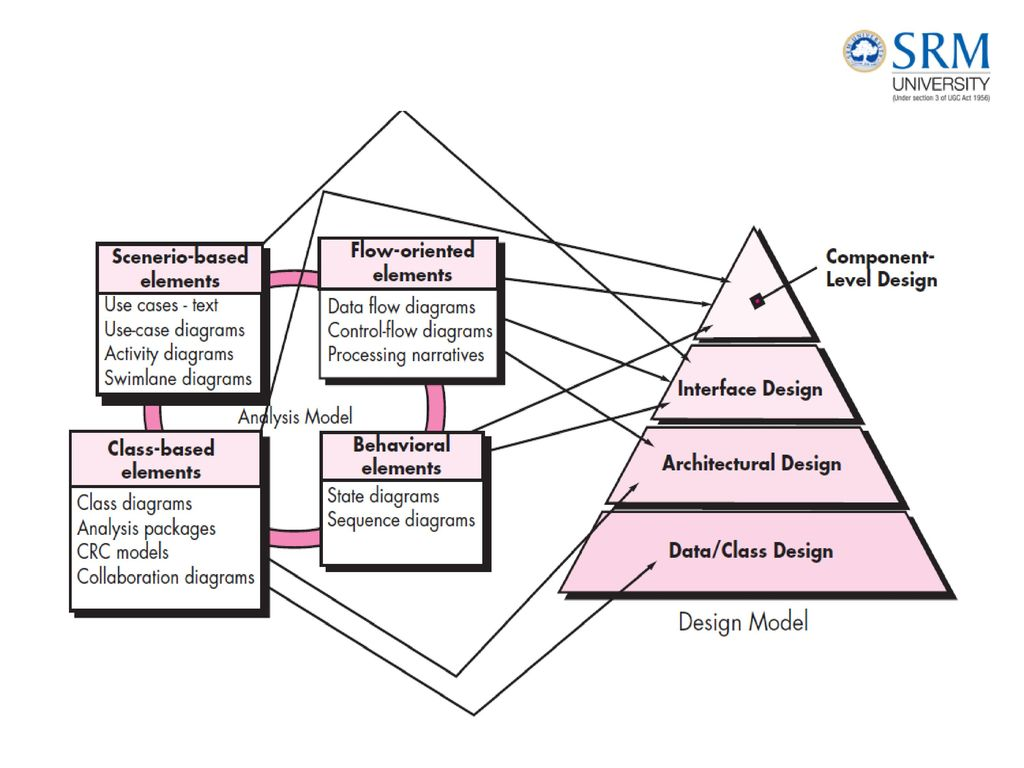 SRM
UNIVERSITY
(Under section 3 of UGC Act 1956)
Scenerio-based
elements
Use cases - text
Use-case diagrams
Activity diagrams
Swimlane diagrams
Flow-oriented
elements
Data flow diagrams
Control-flow diagrams
Processing narratives
Analysis Model
Class-based
elements
Class diagrams
Analysis packages
CRC models
Collaboration diagrams
Behavioral
elements
State diagrams
Sequence diagrams
Component-
Level Design
Interface Design
Architectural Design
Data/Class Design
Design Model